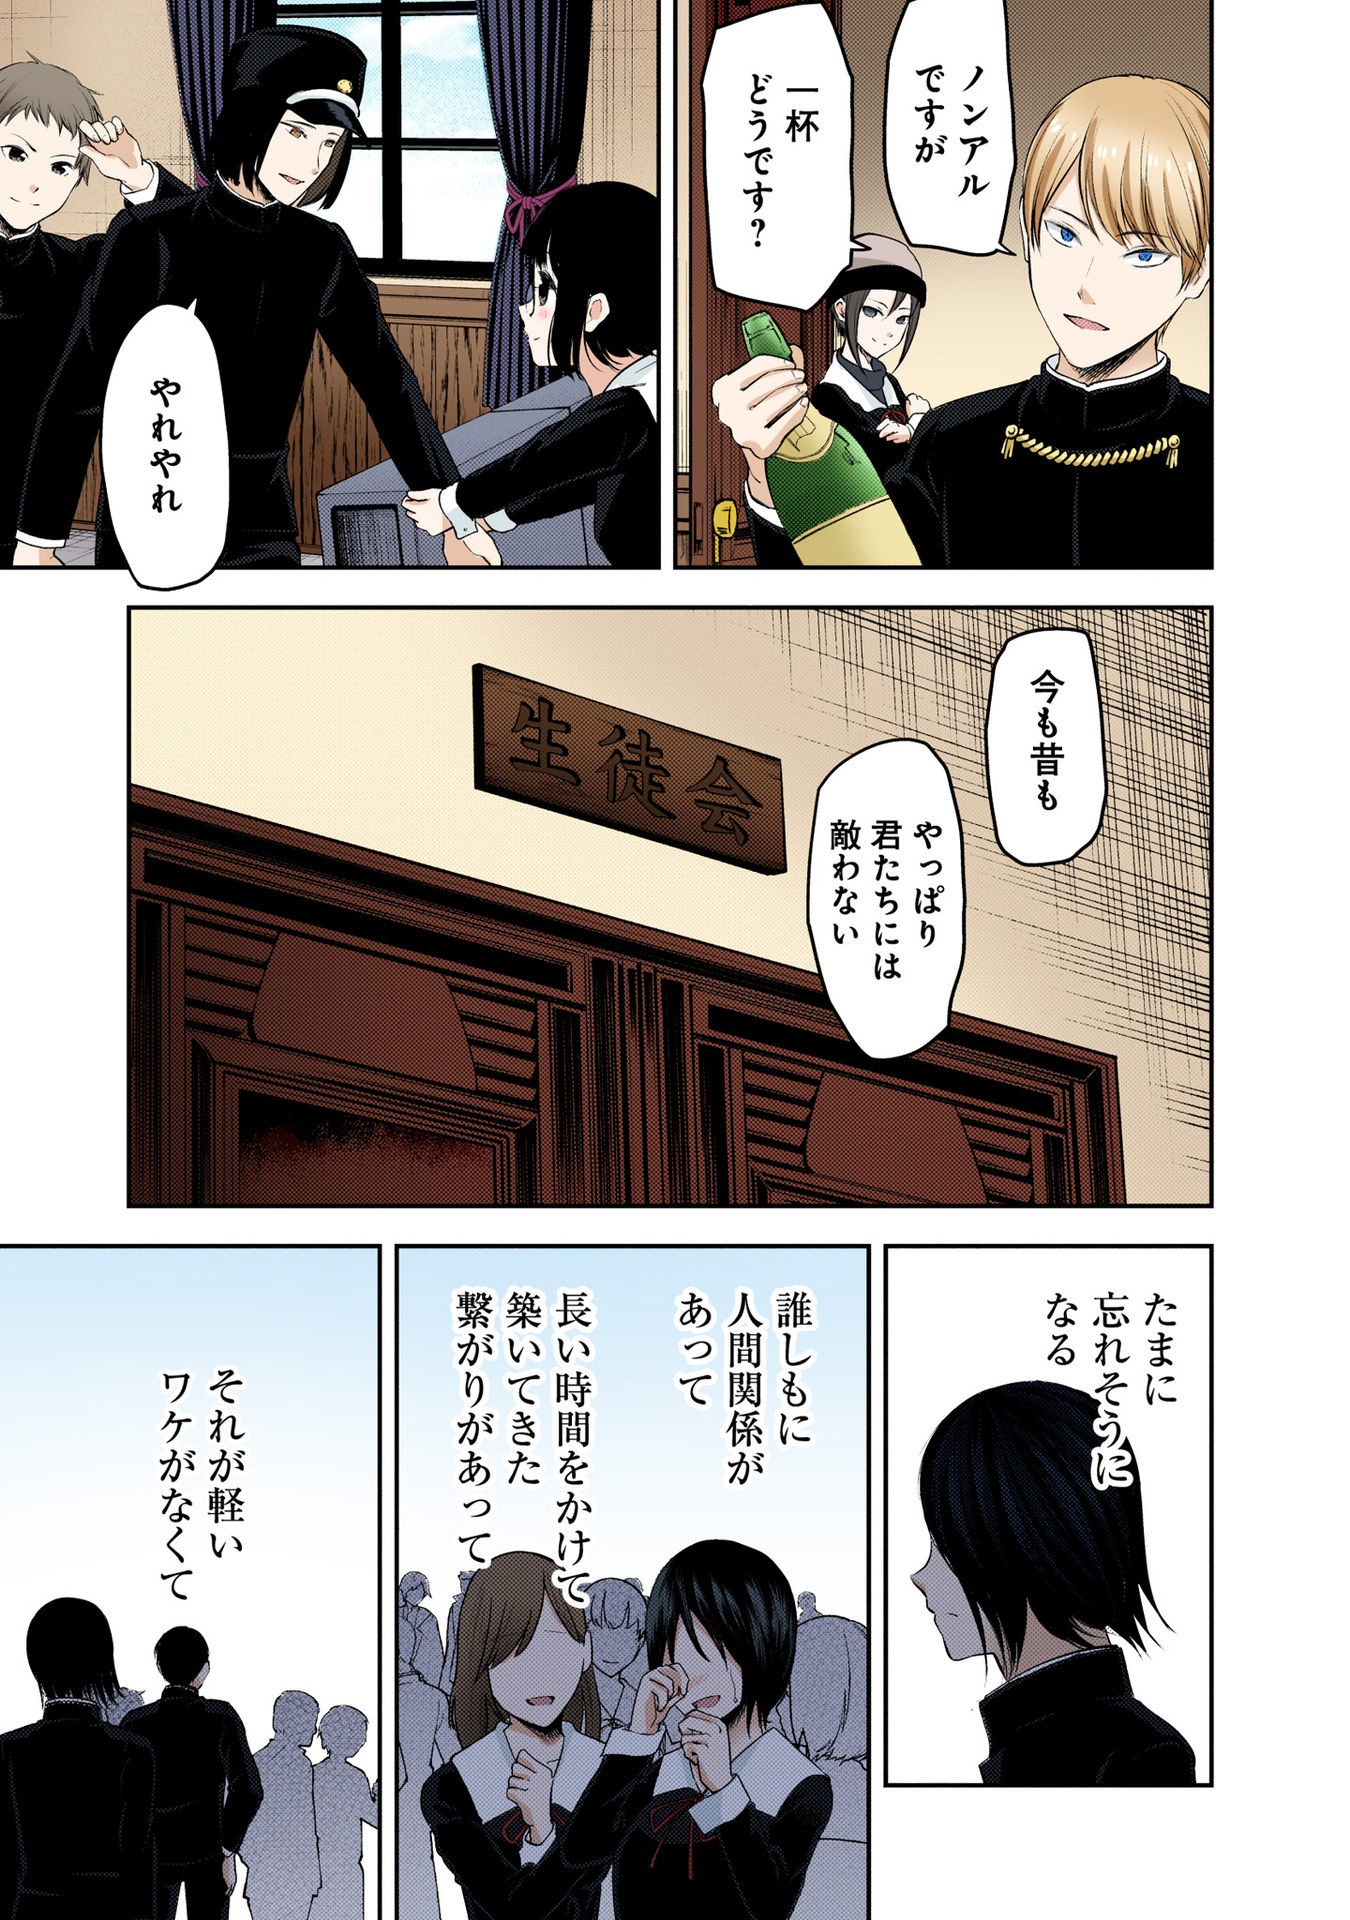 ノンアル
ですが
一杯
どうです?
やれやれ
今も昔も
やっぱり
君たちには
敵わない
生徒会
たまに
忘れそうに
なる
誰しもに
人間関係が
あって
長い時間をかけて
築いてきた
繋がりがあって
それが軽い
ワケがなくて